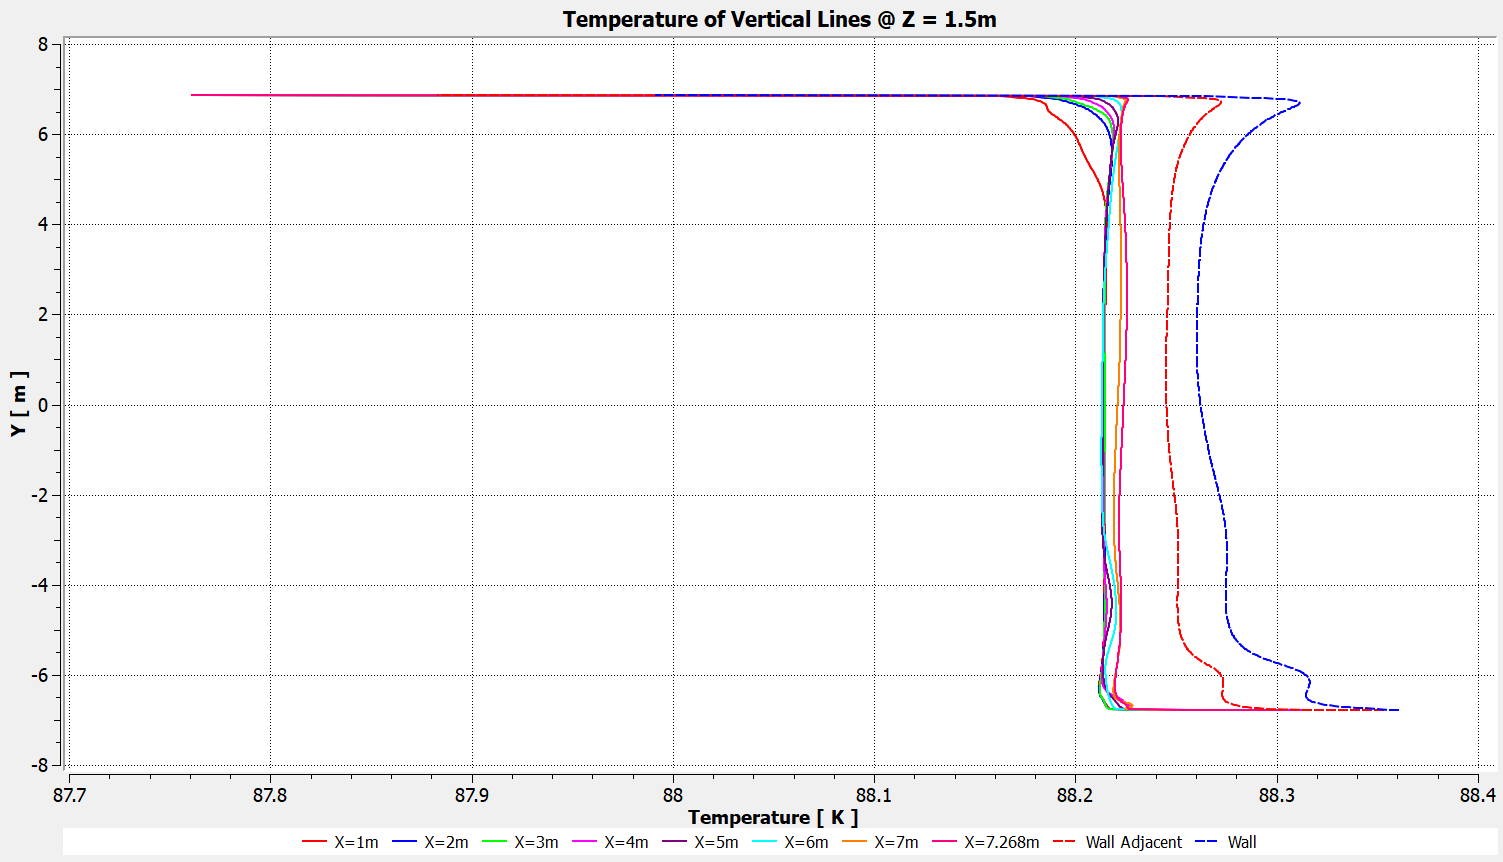 Temperature of Vertical Lines @ Z = 1.5m
8
6
4
2
0
-2
-4
-6
-8
Y [ m ]
87.7 87.8 87.9 88 88.1 88.2 88.3 88.4
Temperature [ K ]
X=1m X=2m X=3m X=4m X=5m X=6m X=7m X=7.268m Wall Adjacent Wall